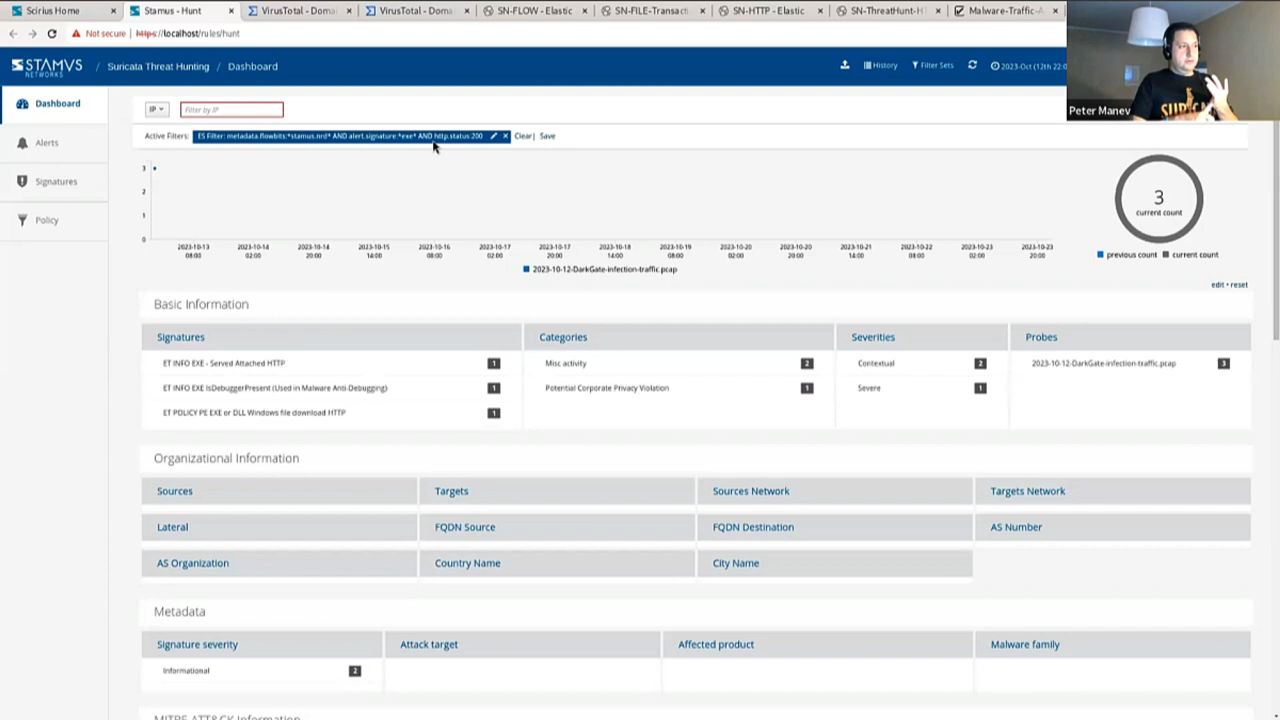 Scirius Home
Stamus - Hunt
VirusTotal - Doma
VirusTotal - Doma
SN-FLOW - Elastic
SN-FILE-Transact
SN-HTTP - Elastic
SN-ThreatHunt-H
Malware-Traffic-A
Not secure https://localhost/rules/hunt
STAMVS NETWORKS / Suricata Threat Hunting / Dashboard
History
Filter Sets
2023-Oct (12th 22:0
Peter Manev
Dashboard
Alerts
Signatures
Policy
IP
Filter by IP
Active Filters: ES Filter: metadata.flowbits:*stamus.nrd* AND alert.signature:*exe* AND http.status:200 Clear | Save
3
2
1
0
2023-10-13 08:00
2023-10-14 02:00
2023-10-14 20:00
2023-10-15 14:00
2023-10-16 08:00
2023-10-17 02:00
2023-10-17 20:00
2023-10-18 14:00
2023-10-19 08:00
2023-10-20 02:00
2023-10-20 20:00
2023-10-21 14:00
2023-10-22 08:00
2023-10-23 02:00
2023-10-23 20:00
2023-10-12-DarkGate-infection-traffic.pcap
3
current count
previous count current count
edit • reset
Basic Information
Signatures
ET INFO EXE - Served Attached HTTP 1
ET INFO EXE IsDebuggerPresent (Used in Malware Anti-Debugging) 1
ET POLICY PE EXE or DLL Windows file download HTTP 1
Categories
Misc activity 2
Potential Corporate Privacy Violation 1
Severities
Contextual 2
Severe 1
Probes
2023-10-12-DarkGate-infection-traffic.pcap 3
Organizational Information
Sources
Targets
Sources Network
Targets Network
Lateral
FQDN Source
FQDN Destination
AS Number
AS Organization
Country Name
City Name
Metadata
Signature severity
Informational 2
Attack target
Affected product
Malware family
MITRE ATT&CK Information